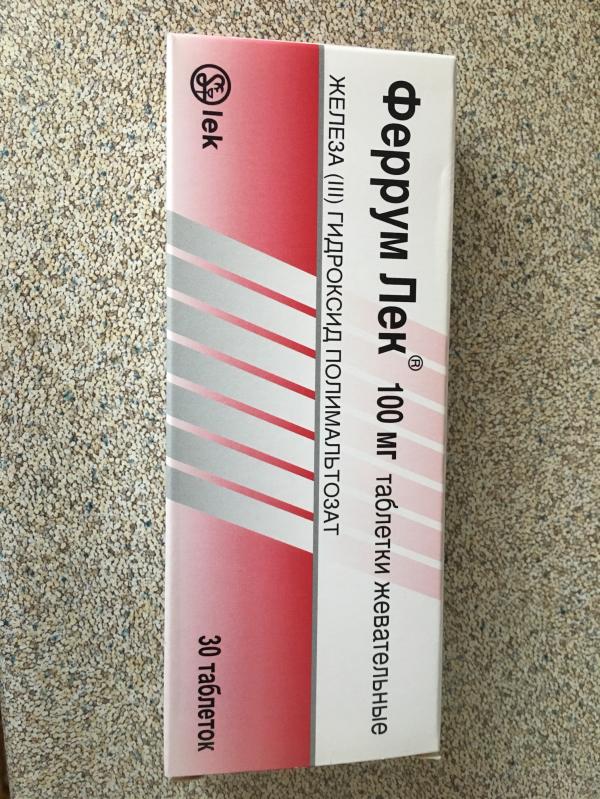 Феррум Лек® 100 мг таблетки жевательные
ЖЕЛЕЗА (III) ГИДРОКСИД ПОЛИМАЛЬТОЗАТ
lek
30 таблеток